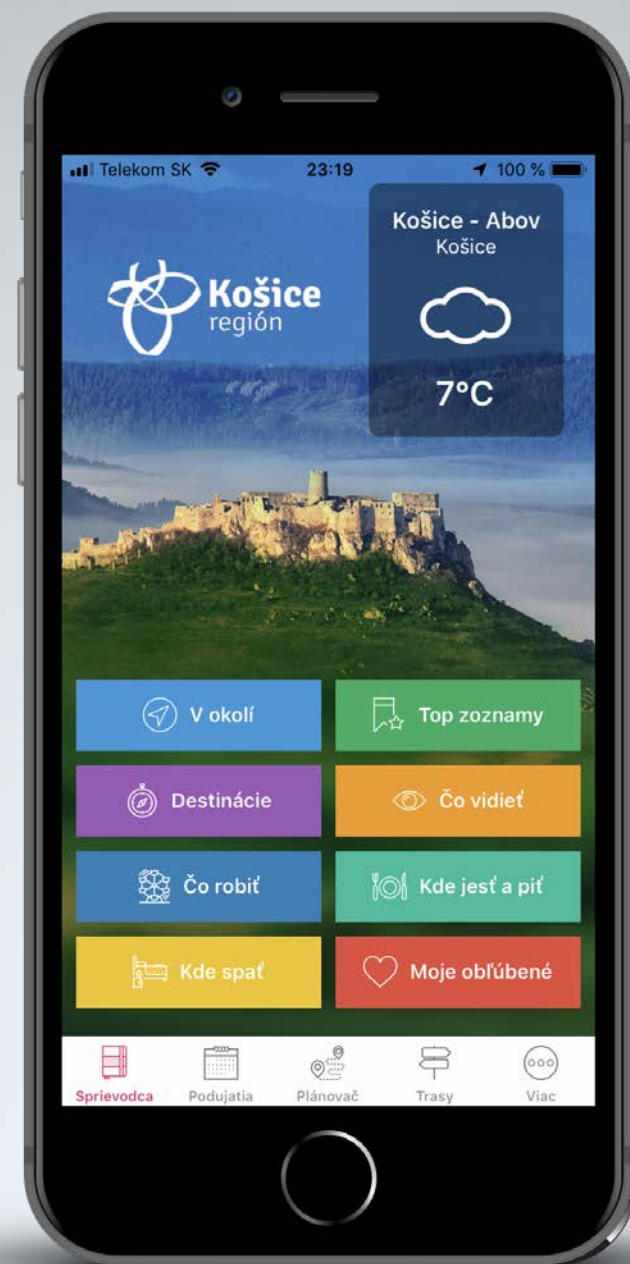 Telekom SK 23:19 100 %
Košice - Abov
Košice
7°C
Košice
región
V okolí
Top zoznamy
Destinácie
Čo vidieť
Čo robiť
Kde jesť a piť
Kde spať
Moje obľúbené
Sprievodca
Podujatia
Plánovač
Trasy
Viac